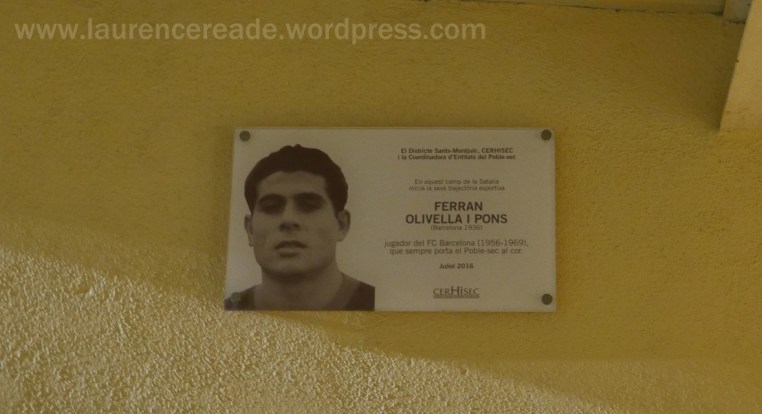 www.laurencereade.wordpress.com
El Districte Sants-Montjuïc, CERHISEC
i la Coordinadora d'Entitats del Poble-sec
En aquest camp de la Satalia
inicià la seva trajectòria esportiva
FERRAN
OLIVELLA I PONS
(Barcelona 1936)
jugador del FC Barcelona (1956-1969),
que sempre porta el Poble-sec al cor.
Juliol 2016
CERHISEC